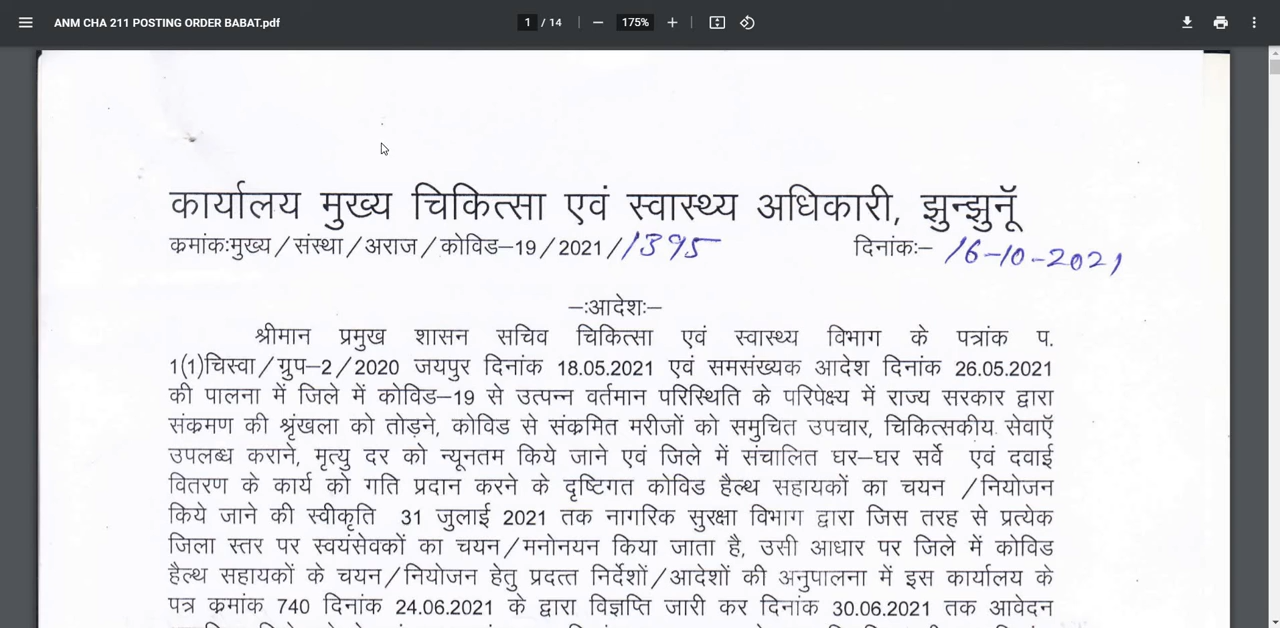 ANM CHA 211 POSTING ORDER BABAT.pdf
1 / 14
175%
कार्यालय मुख्य चिकित्सा एवं स्वास्थ्य अधिकारी, झुन्झुनूॅं
कमांकःमुख्य/संस्था/अराज/कोविड–19/2021/1395 दिनांकः– 16-10-2021
–:आदेशः–
श्रीमान प्रमुख शासन सचिव चिकित्सा एवं स्वास्थ्य विभाग के पत्रांक प.
1(1)चिस्वा/ग्रुप–2/2020 जयपुर दिनांक 18.05.2021 एवं समसंख्यक आदेश दिनांक 26.05.2021
की पालना में जिले में कोविड–19 से उत्पन्न वर्तमान परिस्थिति के परिपेक्ष्य में राज्य सरकार द्वारा
संक्रमण की श्रृंखला को तोड़ने, कोविड से संक्रमित मरीजों को समुचित उपचार, चिकित्सकीय सेवाऍ
उपलब्ध कराने, मृत्यु दर को न्यूनतम किये जाने एवं जिले में संचालित घर–घर सर्वे एवं दवाई
वितरण के कार्य को गति प्रदान करने के दृष्टिगत कोविड हैल्थ सहायकों का चयन /नियोजन
किये जाने की स्वीकृति 31 जुलाई 2021 तक नागरिक सुरक्षा विभाग द्वारा जिस तरह से प्रत्येक
जिला स्तर पर स्वयंसेवकों का चयन/मनोनयन किया जाता है, उसी आधार पर जिले में कोविड
हैल्थ सहायकों के चयन/नियोजन हेतु प्रदत्त निर्देशों/आदेशों की अनुपालना में इस कार्यालय के
पत्र क्रमांक 740 दिनांक 24.06.2021 के द्वारा विज्ञप्ति जारी कर दिनांक 30.06.2021 तक आवेदन